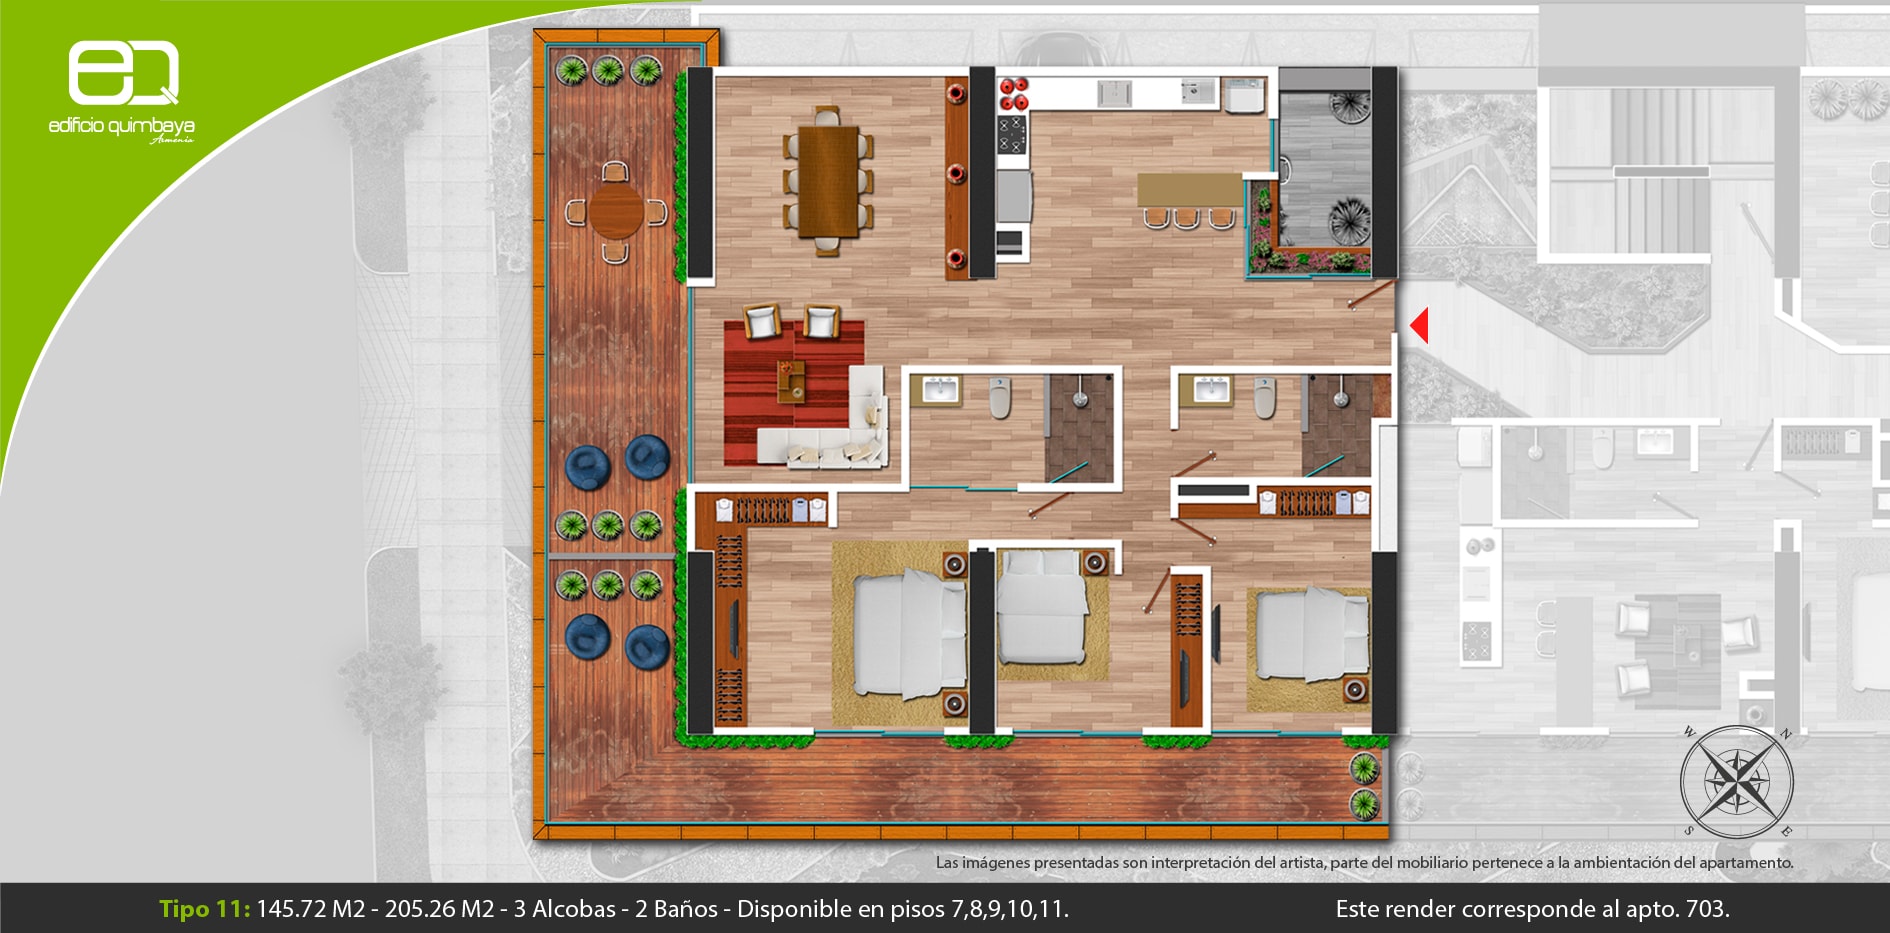 eQ
edificio quimbaya
Armenia
W
N
S
E
Las imágenes presentadas son interpretación del artista, parte del mobiliario pertenece a la ambientación del apartamento.
Tipo 11: 145.72 M2 - 205.26 M2 - 3 Alcobas - 2 Baños - Disponible en pisos 7,8,9,10,11.
Este render corresponde al apto. 703.